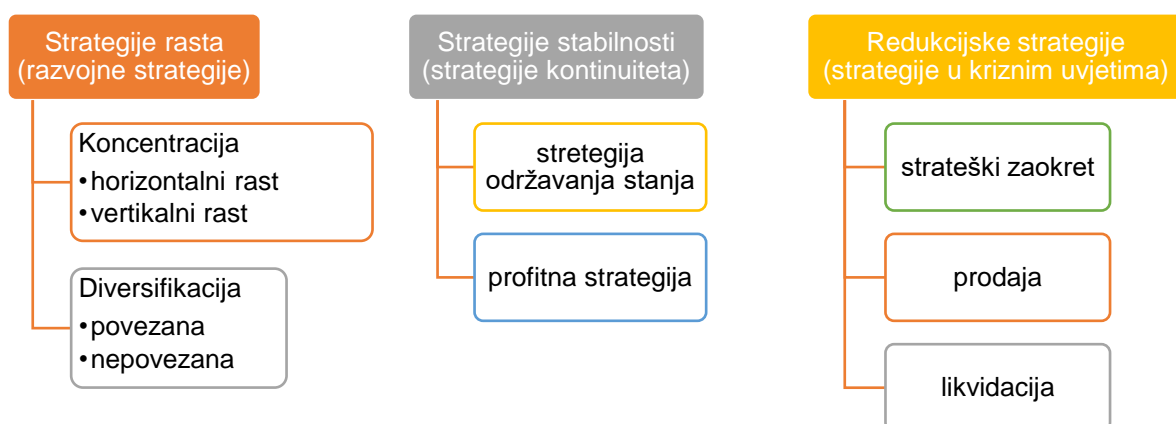 Strategije rasta
(razvojne strategije)
Koncentracija
•horizontalni rast
•vertikalni rast
Diversifikacija
•povezana
•nepovezana
Strategije stabilnosti
(strategije kontinuiteta)
stretegija
održavanja stanja
profitna strategija
Redukcijske strategije
(strategije u kriznim uvjetima)
strateški zaokret
prodaja
likvidacija